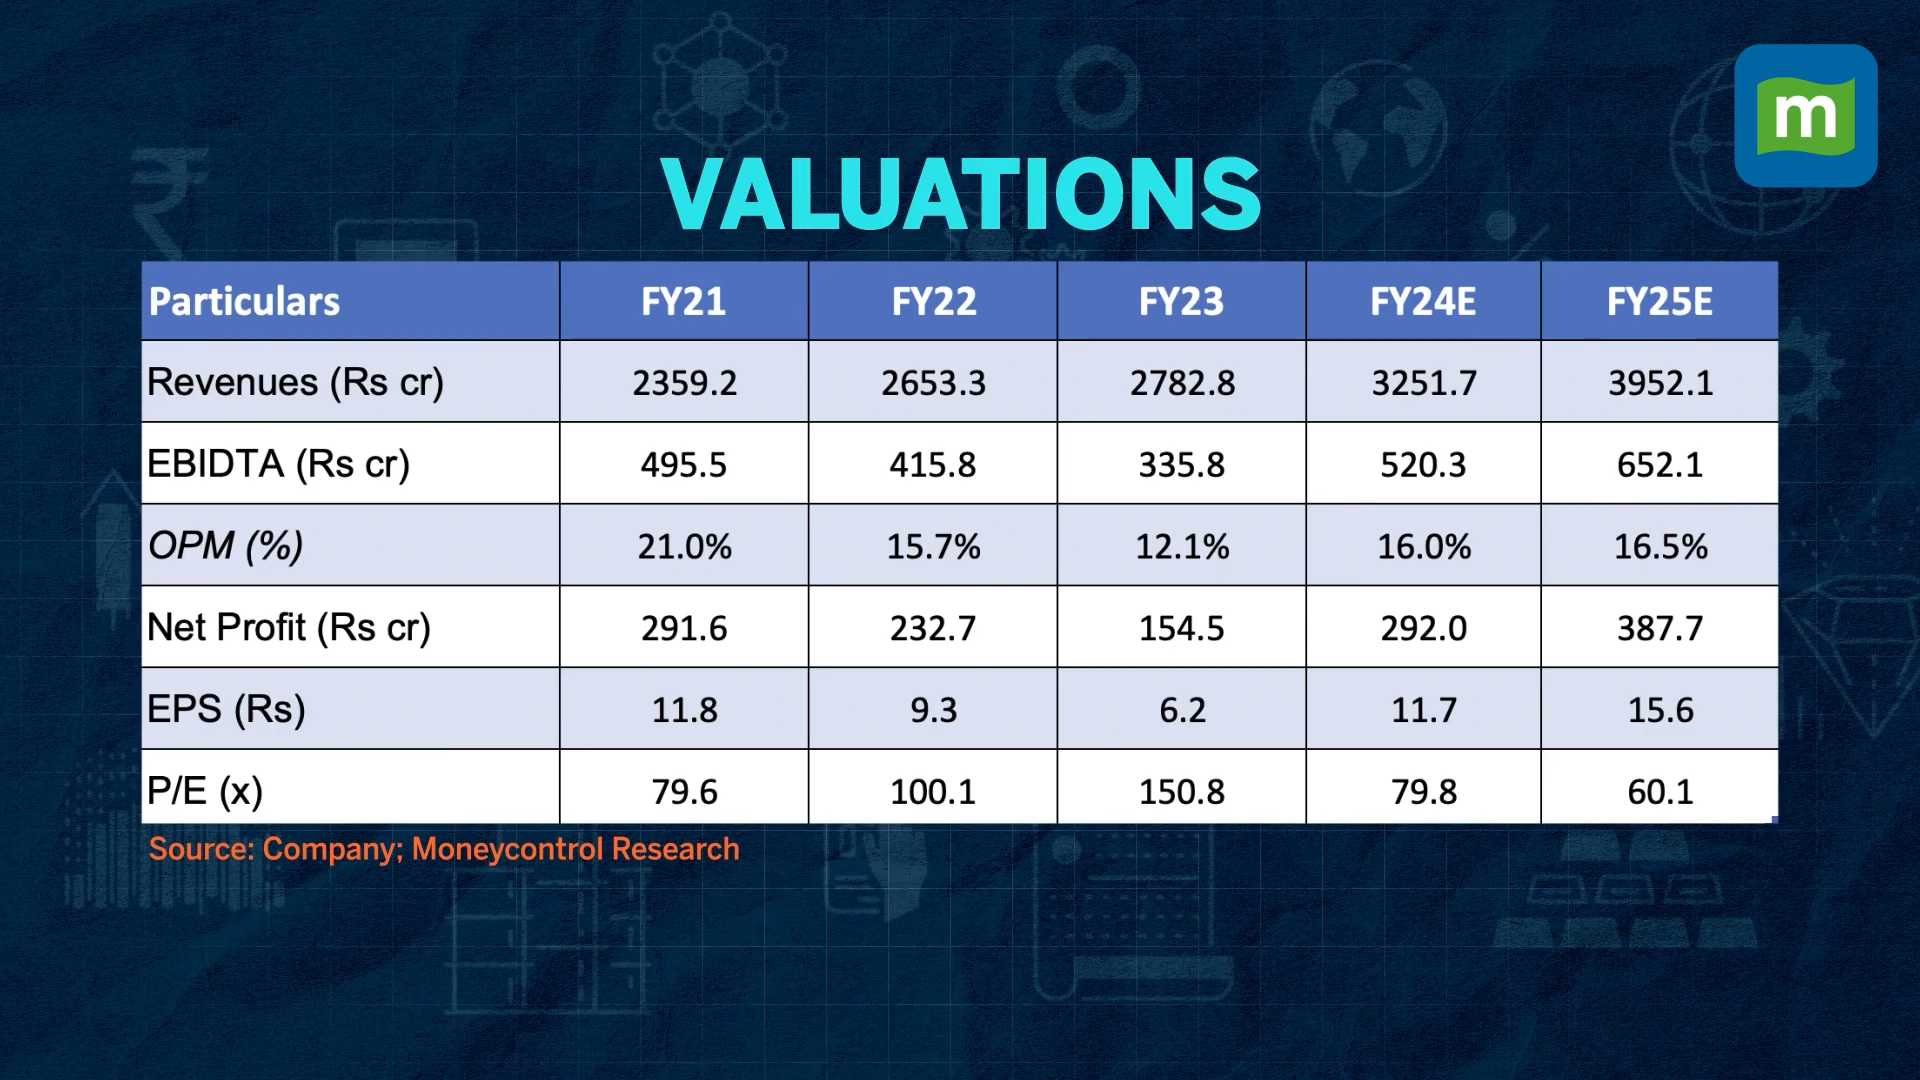 m
VALUATIONS
Particulars FY21 FY22 FY23 FY24E FY25E
Revenues (Rs cr) 2359.2 2653.3 2782.8 3251.7 3952.1
EBIDTA (Rs cr) 495.5 415.8 335.8 520.3 652.1
OPM (%) 21.0% 15.7% 12.1% 16.0% 16.5%
Net Profit (Rs cr) 291.6 232.7 154.5 292.0 387.7
EPS (Rs) 11.8 9.3 6.2 11.7 15.6
P/E (x) 79.6 100.1 150.8 79.8 60.1
Source: Company; Moneycontrol Research